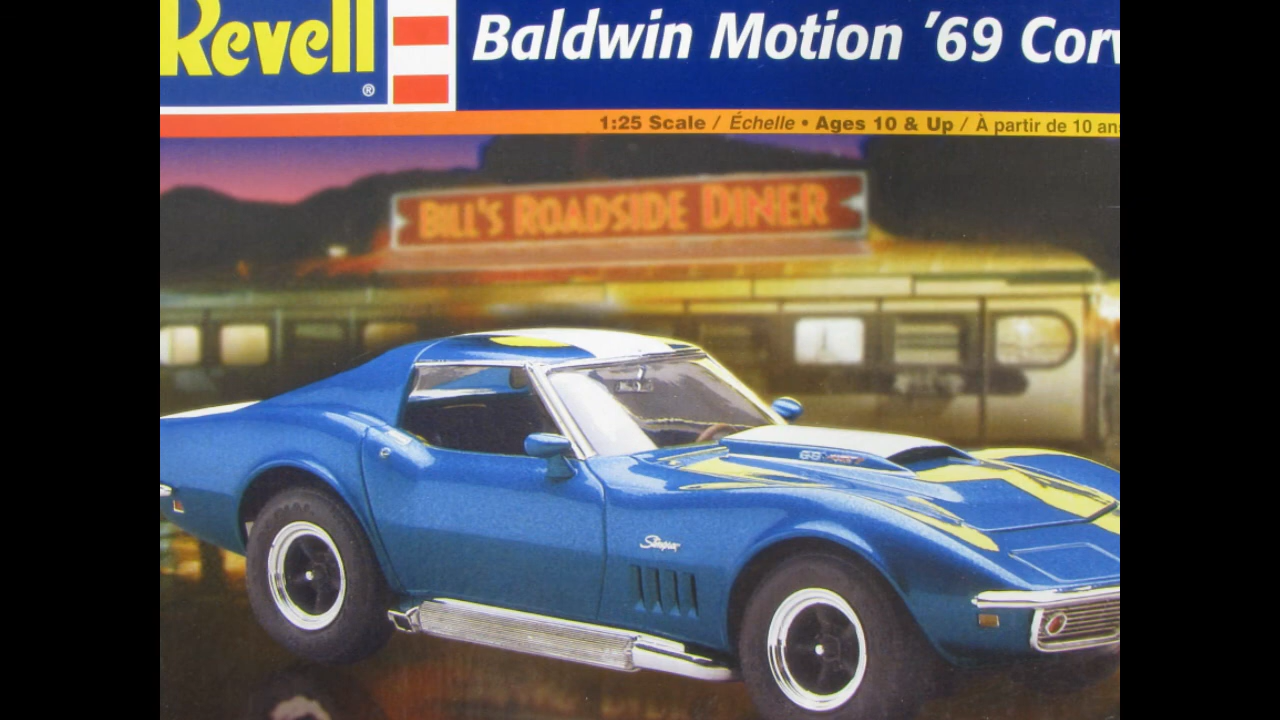 Revell
®
Baldwin Motion '69 Corv
1:25 Scale / Échelle • Ages 10 & Up / À partir de 10 ans
BILL'S ROADSIDE DINER
Stingray